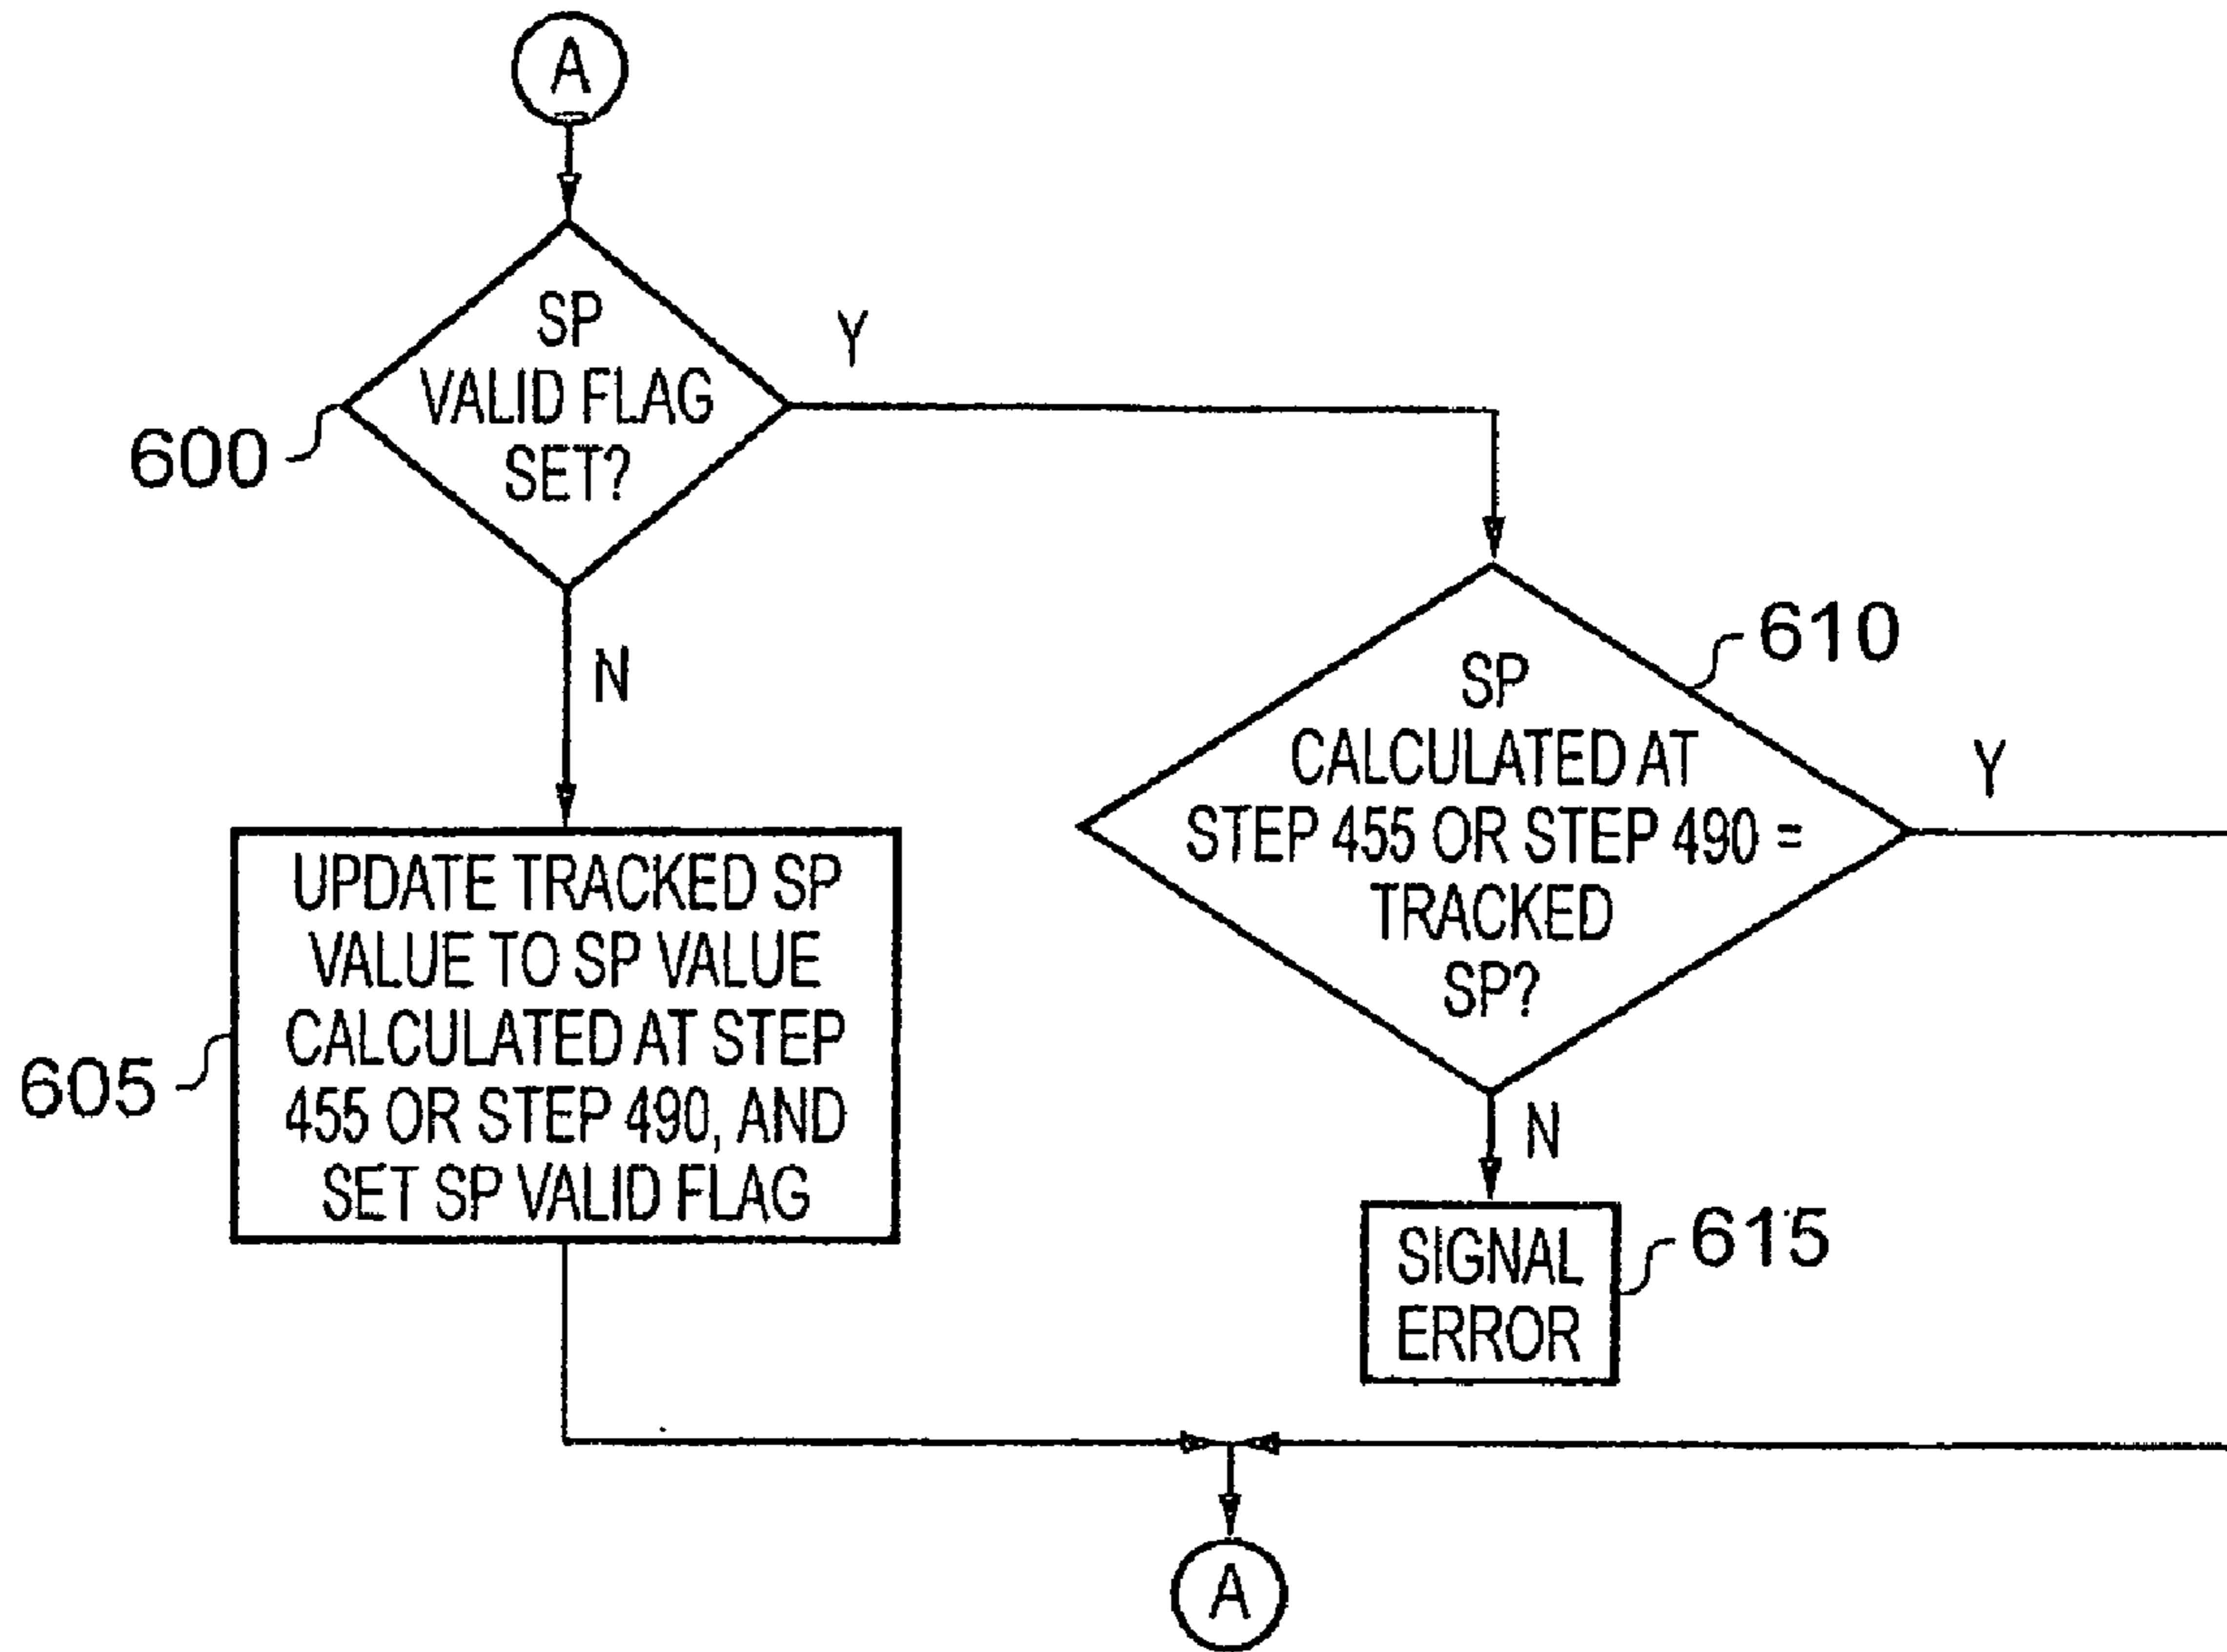 A
SP
VALID FLAG
SET?
Y
600
N
610
SP
CALCULATED AT
STEP 455 OR STEP 490 =
TRACKED
SP?
Y
N
UPDATE TRACKED SP
VALUE TO SP VALUE
CALCULATED AT STEP
455 OR STEP 490, AND
SET SP VALID FLAG
605
SIGNAL
ERROR
615
A